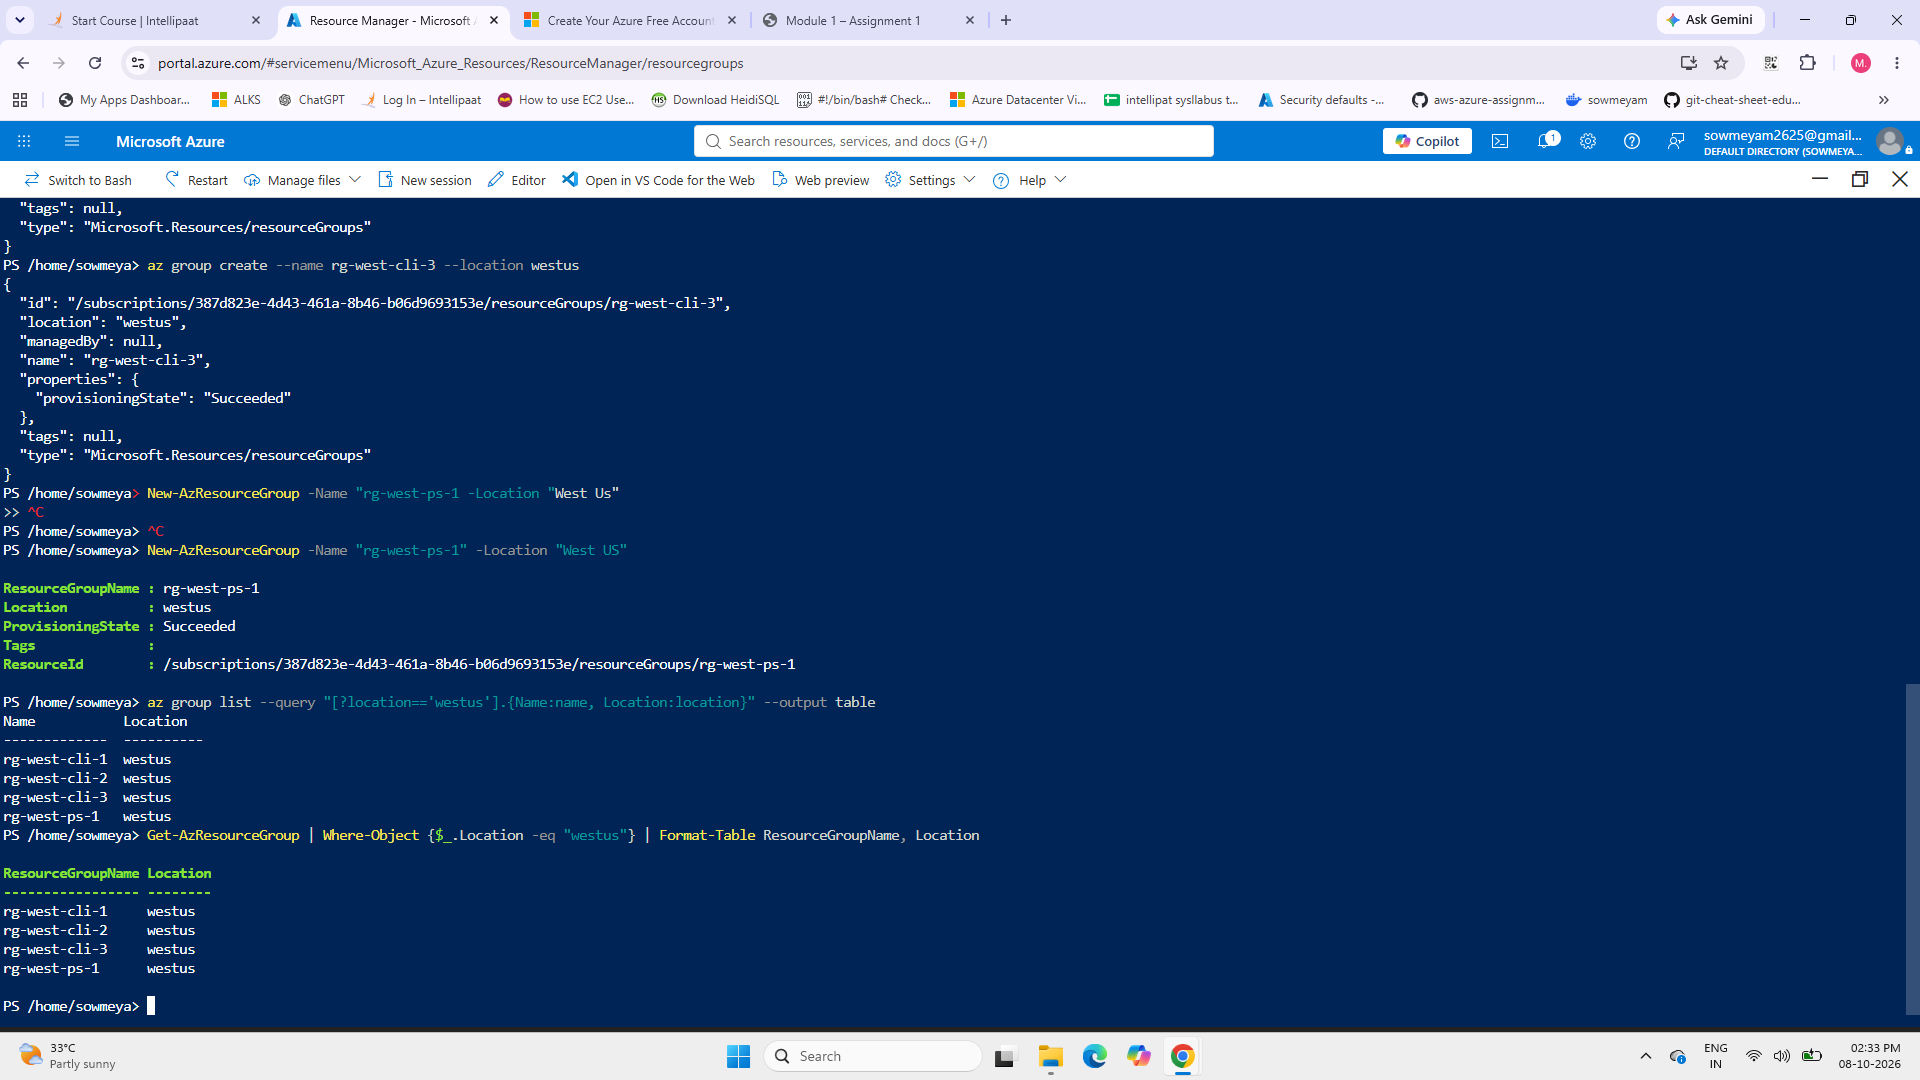 Start Course | Intellipaat
Resource Manager - Microsoft A
Create Your Azure Free Account
Module 1 – Assignment 1
Ask Gemini
portal.azure.com/#servicemenu/Microsoft_Azure_Resources/ResourceManager/resourcegroups
M.
My Apps Dashboar...
ALKS
ChatGPT
Log In – Intellipaat
How to use EC2 Use...
Download HeidiSQL
#!/bin/bash# Check...
Azure Datacenter Vi...
intellipat sysllabus t...
Security defaults -...
aws-azure-assignm...
sowmeyam
git-cheat-sheet-edu...
Microsoft Azure
Search resources, services, and docs (G+/)
Copilot
1
sowmeyam2625@gmail...
DEFAULT DIRECTORY (SOWMEYA...
Switch to Bash
Restart
Manage files
New session
Editor
Open in VS Code for the Web
Web preview
Settings
Help
"tags": null,
"type": "Microsoft.Resources/resourceGroups"
}
PS /home/sowmeya> az group create --name rg-west-cli-3 --location westus
{
"id": "/subscriptions/387d823e-4d43-461a-8b46-b06d9693153e/resourceGroups/rg-west-cli-3",
"location": "westus",
"managedBy": null,
"name": "rg-west-cli-3",
"properties": {
"provisioningState": "Succeeded"
},
"tags": null,
"type": "Microsoft.Resources/resourceGroups"
}
PS /home/sowmeya> New-AzResourceGroup -Name "rg-west-ps-1 -Location "West Us"
>> ^C
PS /home/sowmeya> ^C
PS /home/sowmeya> New-AzResourceGroup -Name "rg-west-ps-1" -Location "West US"
ResourceGroupName : rg-west-ps-1
Location : westus
ProvisioningState : Succeeded
Tags :
ResourceId : /subscriptions/387d823e-4d43-461a-8b46-b06d9693153e/resourceGroups/rg-west-ps-1
PS /home/sowmeya> az group list --query "[?location=='westus'].{Name:name, Location:location}" --output table
Name Location
------------- ----------
rg-west-cli-1 westus
rg-west-cli-2 westus
rg-west-cli-3 westus
rg-west-ps-1 westus
PS /home/sowmeya> Get-AzResourceGroup | Where-Object {$_.Location -eq "westus"} | Format-Table ResourceGroupName, Location
ResourceGroupName Location
----------------- --------
rg-west-cli-1 westus
rg-west-cli-2 westus
rg-west-cli-3 westus
rg-west-ps-1 westus
PS /home/sowmeya>
33°C
Partly sunny
Search
ENG
IN
02:33 PM
08-10-2026